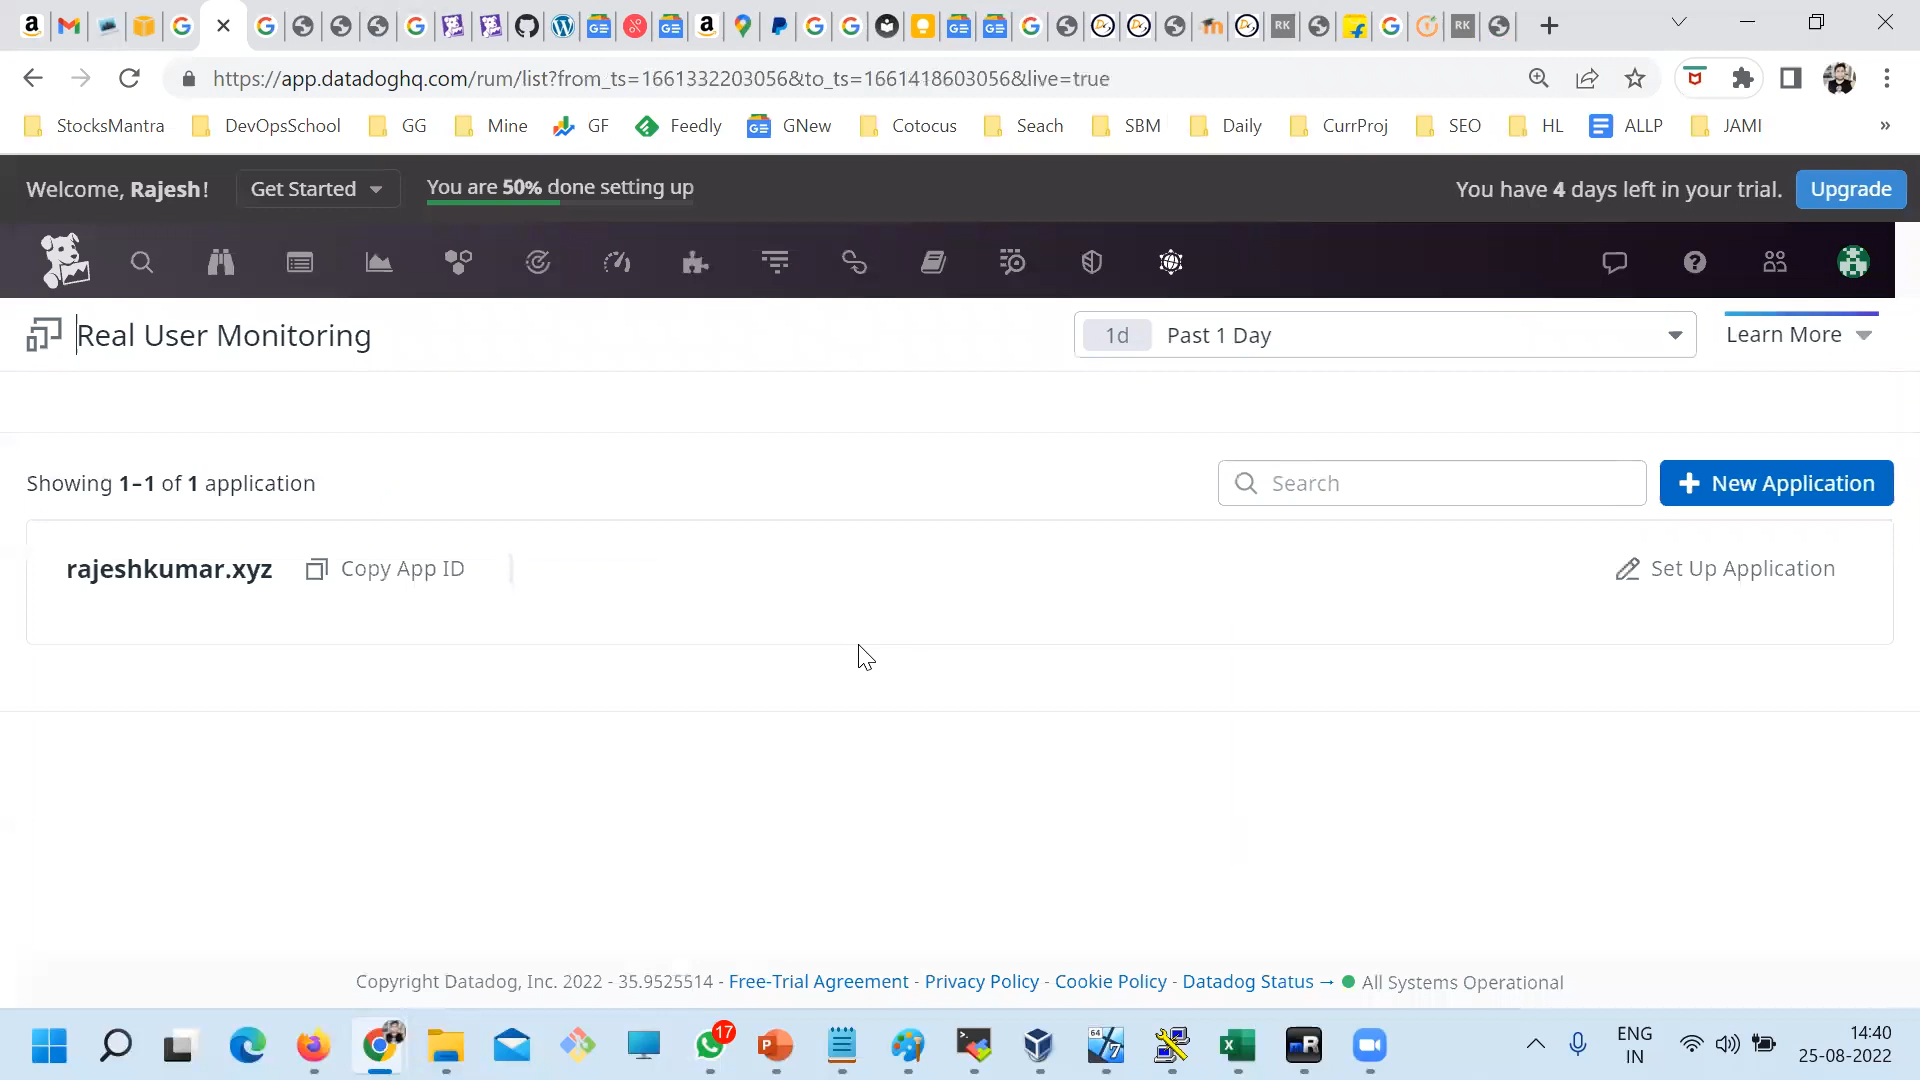 https://app.datadoghq.com/rum/list?from_ts=1661332203056&to_ts=1661418603056&live=true
StocksMantra DevOpsSchool GG Mine GF Feedly GNew Cotocus Seach SBM Daily CurrProj SEO HL ALLP JAMI »
Welcome, Rajesh! Get Started You are 50% done setting up You have 4 days left in your trial. Upgrade
Real User Monitoring 1d Past 1 Day Learn More
Showing 1–1 of 1 application Search + New Application
rajeshkumar.xyz Copy App ID Set Up Application
Copyright Datadog, Inc. 2022 - 35.9525514 - Free-Trial Agreement - Privacy Policy - Cookie Policy - Datadog Status → All Systems Operational
17
ENG
IN
14:40
25-08-2022